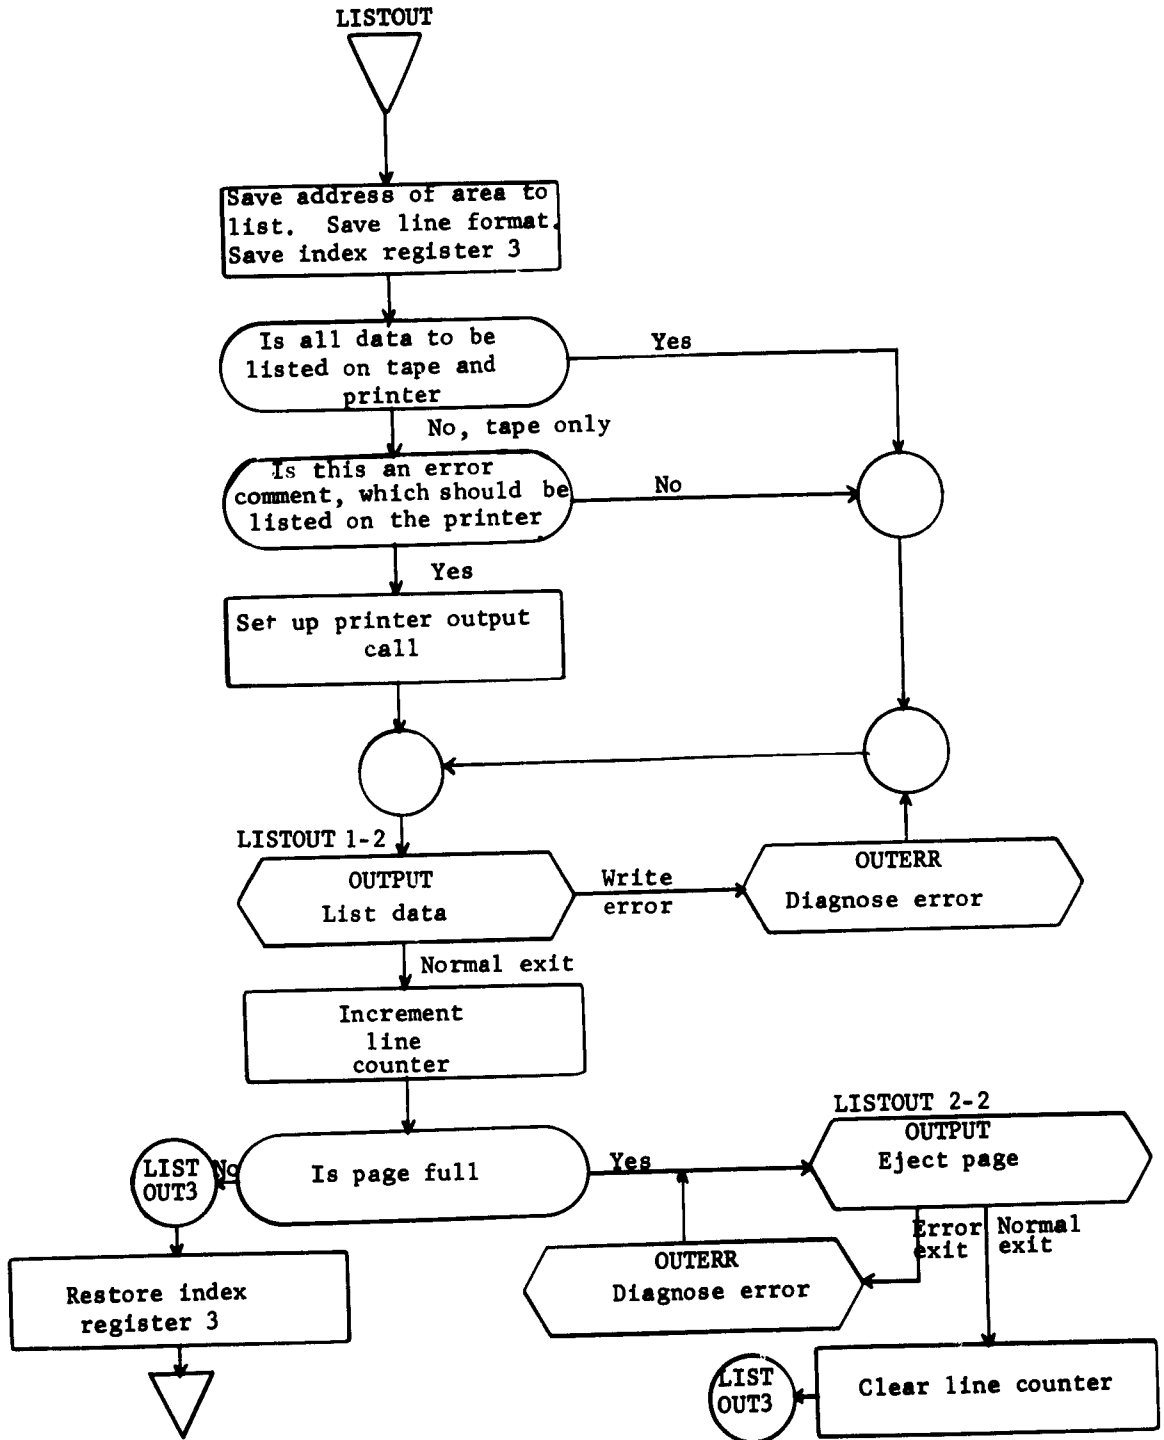 LISTOUT
Save address of area to
list. Save line format.
Save index register 3
Is all data to be
listed on tape and
printer
Yes
No, tape only
Is this an error
comment, which should be
listed on the printer
No
Yes
Set up printer output
call
LISTOUT 1-2
OUTPUT
List data
Write
error
OUTERR
Diagnose error
Normal exit
Increment
line
counter
LISTOUT 2-2
OUTPUT
Eject page
LIST
OUT3
No
Is page full
Yes
Error
exit
Normal
exit
OUTERR
Diagnose error
Restore index
register 3
LIST
OUT3
Clear line counter